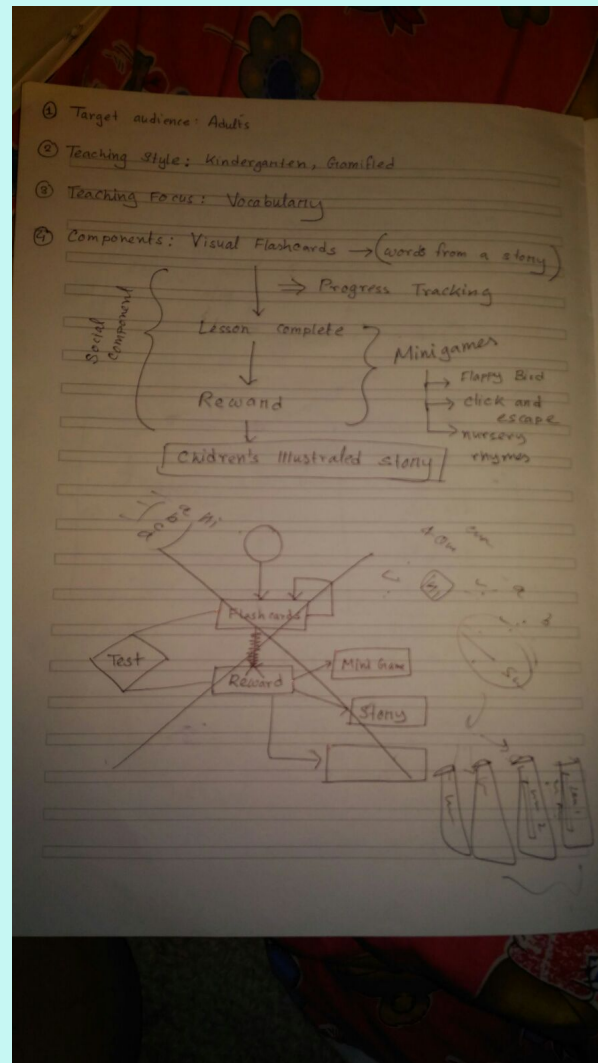 ① Target audience: Adults
② Teaching Style: Kindergarten, Gamified
③ Teaching Focus: Vocabulary
④ Components: Visual Flashcards → (words from a story)
⇒ Progress Tracking
Social Component
Lesson complete
Minigames
→ Flappy Bird
Reward
→ click and escape
→ nursery rhymes
Children's Illustrated Story
Flashcards
Test
Reward
Mini Game
Story